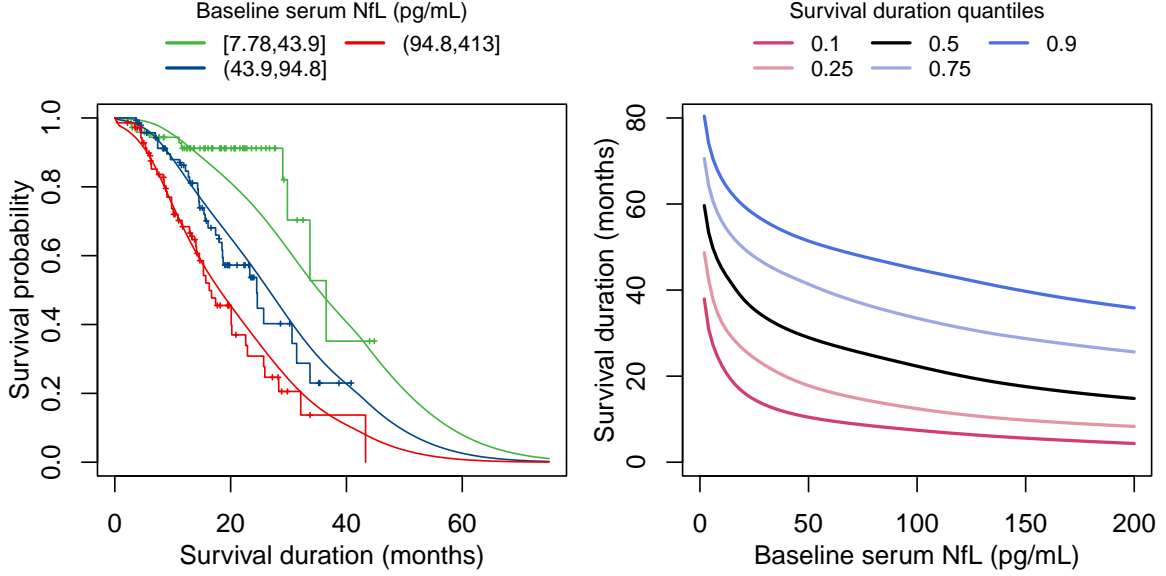 Baseline serum NfL (pg/mL)
[7.78,43.9] (94.8,413]
(43.9,94.8]
Survival probability
0.0 0.2 0.4 0.6 0.8 1.0
0 20 40 60
Survival duration (months)
Survival duration quantiles
0.1 0.5 0.9
0.25 0.75
Survival duration (months)
0 20 40 60 80
0 50 100 150 200
Baseline serum NfL (pg/mL)